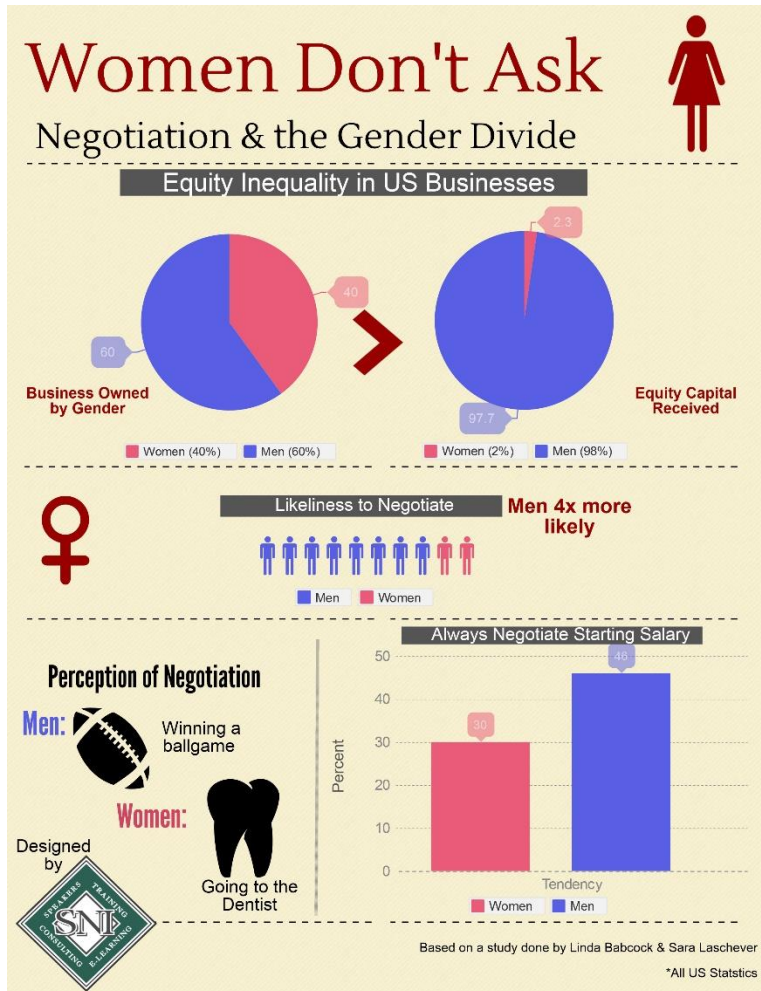 Women Don't Ask
Negotiation & the Gender Divide
Equity Inequality in US Businesses
40
60
Business Owned
by Gender
Women (40%)
Men (60%)
2.3
97.7
Equity Capital
Received
Women (2%)
Men (98%)
Likeliness to Negotiate
Men 4x more
likely
Men
Women
Perception of Negotiation
Men:
Winning a
ballgame
Women:
Going to the
Dentist
Designed
by
SPEAKERS
TRAINING
SNI
CONSULTING
E-LEARNING
Always Negotiate Starting Salary
50
40
30
20
10
0
Percent
30
46
Tendency
Women
Men
Based on a study done by Linda Babcock & Sara Laschever
*All US Statstics